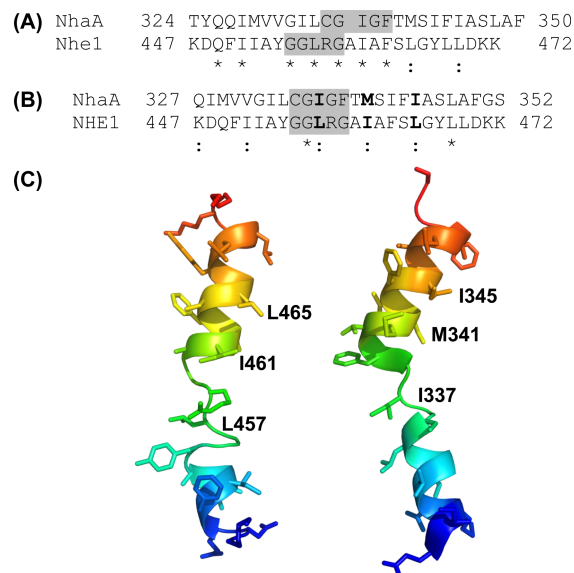 (A) NhaA 324 TYQQIMVVGILCG IGFTMSIFIASLAF 350
Nhe1 447 KDQFIIAYGGLRGAIAFSLGYLLDKK 472
* * * * * * * * : :
(B) NhaA 327 QIMVVGILCGIGFTMSIFIASLAFGS 352
NHE1 447 KDQFIIAYGGLRGAIAFSLGYLLDKK 472
: : * : : : *
(C)
L465
I345
M341
I461
I337
L457